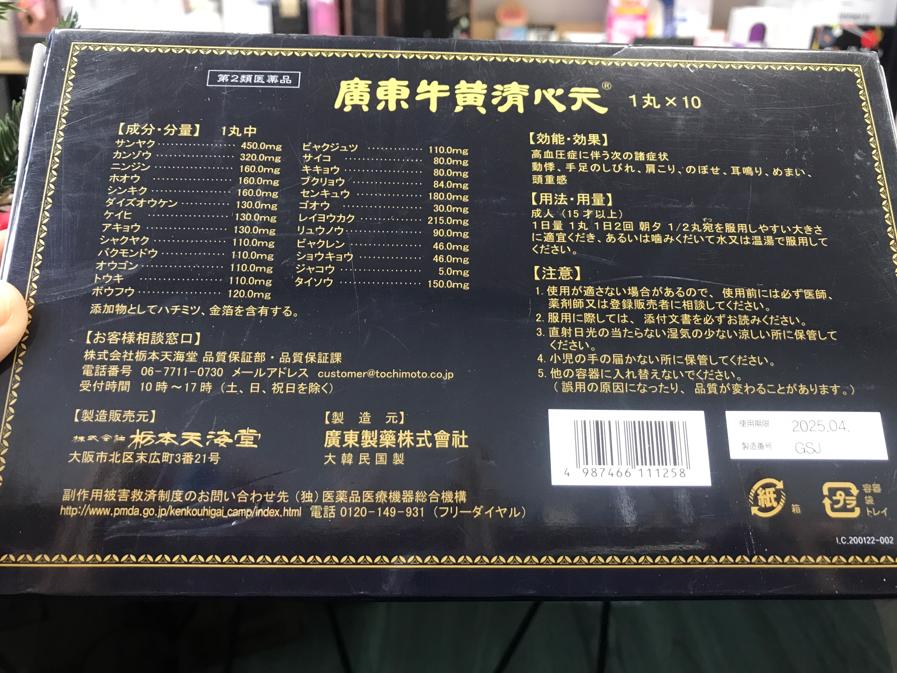 第2類医薬品
廣東牛黄清心元® 1丸×10
【成分・分量】 1丸中
サンヤク 450.0mg
カンゾウ 320.0mg
ニンジン 160.0mg
ホオウ 160.0mg
シンキク 160.0mg
ダイズオウケン 130.0mg
ケイヒ 130.0mg
アキョウ 130.0mg
シャクヤク 110.0mg
バクモンドウ 110.0mg
オウゴン 110.0mg
トウキ 110.0mg
ボウフウ 120.0mg
ビャクジュツ 110.0mg
サイコ 80.0mg
キキョウ 80.0mg
ブクリョウ 84.0mg
センキュウ 180.0mg
ゴオウ 30.0mg
レイヨウカク 215.0mg
リュウノウ 90.0mg
ビャクレン 46.0mg
ショウキョウ 46.0mg
ジャコウ 5.0mg
タイソウ 150.0mg
添加物としてハチミツ、金箔を含有する。
【お客様相談窓口】
株式会社栃本天海堂 品質保証部・品質保証課
電話番号 06-7711-0730 メールアドレス customer@tochimoto.co.jp
受付時間 10時〜17時（土、日、祝日を除く）
【製造販売元】
株式会社 栃本天海堂
大阪市北区末広町3番21号
【製造元】
廣東製藥株式會社
大韓民国製
副作用被害救済制度のお問い合わせ先（独）医薬品医療機器総合機構
http://www.pmda.go.jp/kenkouhigai_camp/index.html 電話 0120-149-931（フリーダイヤル）
【効能・効果】
高血圧症に伴う次の諸症状
動悸、手足のしびれ、肩こり、のぼせ、耳鳴り、めまい、
頭重感
【用法・用量】
成人（15才以上）
1日量 1丸 1日2回 朝夕 1/2丸宛を服用しやすい大きさ
に適宜くだき、あるいは嚙みくだいて水又は温湯で服用して
ください。
【注意】
1. 使用が適さない場合があるので、使用前には必ず医師、
薬剤師又は登録販売者に相談してください。
2. 服用に際しては、添付文書を必ずお読みください。
3. 直射日光の当たらない湿気の少ない涼しい所に保管して
ください。
4. 小児の手の届かない所に保管してください。
5. 他の容器に入れ替えないでください。
（誤用の原因になったり、品質が変わることがあります。）
4 987466 111258
使用期限 2025.04.
製造番号 GSJ
紙 箱
プラ 容器
袋
トレイ
I.C.200122-002